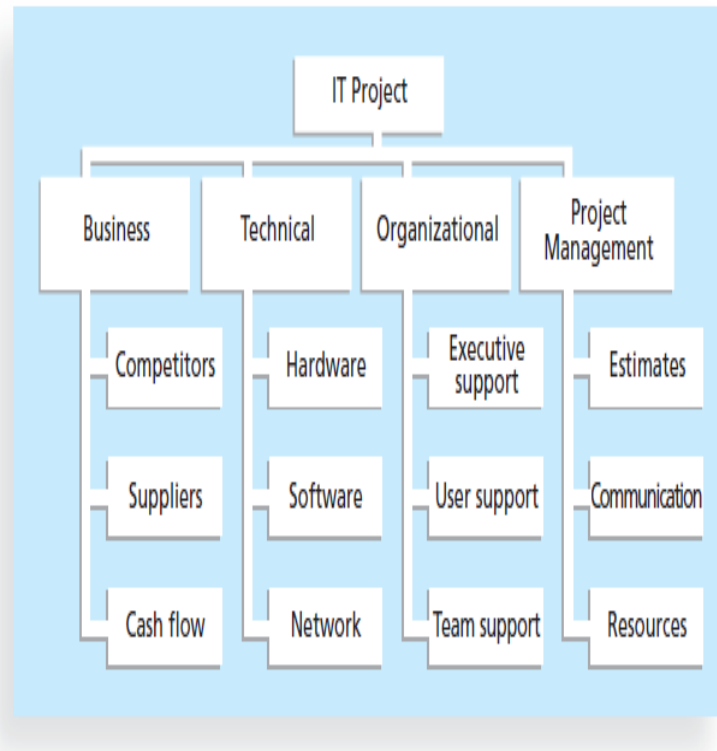 IT Project
Business
Technical
Organizational
Project
Management
Competitors
Hardware
Executive
support
Estimates
Suppliers
Software
User support
Communication
Cash flow
Network
Team support
Resources